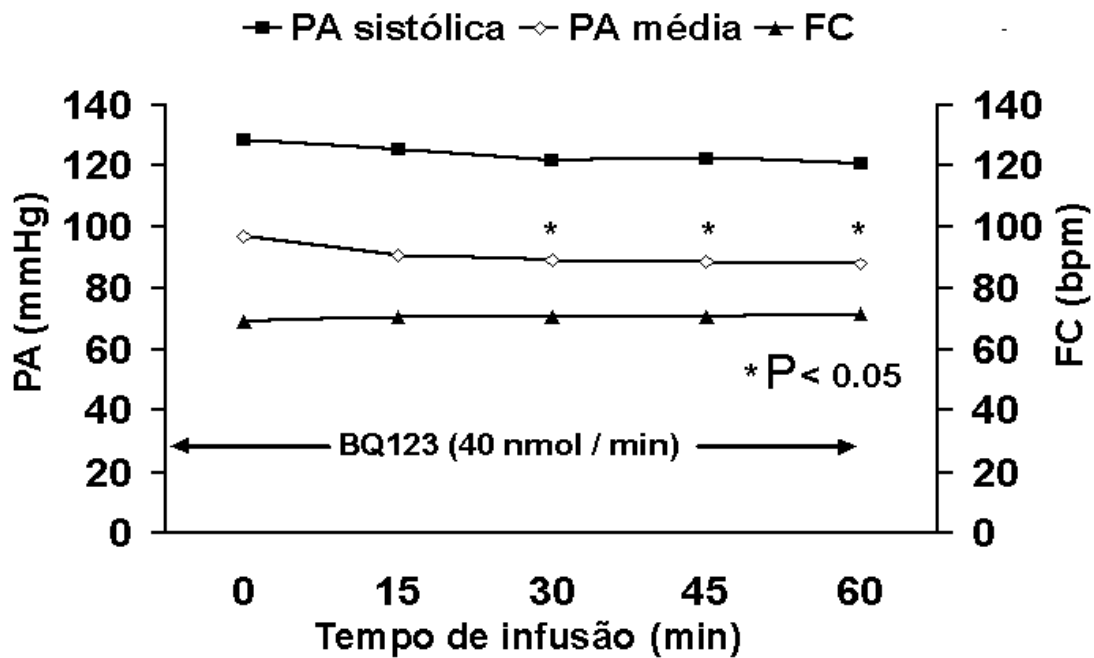 PA sistólica PA média FC
140 140
120 120
100 * * * 100
80 80
60 60
* P < 0.05
40 40
BQ123 (40 nmol / min)
20 20
0 0
PA (mmHg)
FC (bpm)
0 15 30 45 60
Tempo de infusão (min)